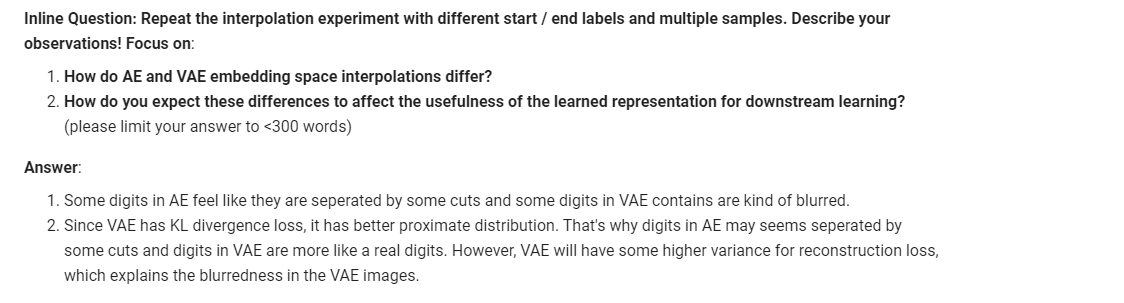 Inline Question: Repeat the interpolation experiment with different start / end labels and multiple samples. Describe your
observations! Focus on:
1. How do AE and VAE embedding space interpolations differ?
2. How do you expect these differences to affect the usefulness of the learned representation for downstream learning?
(please limit your answer to <300 words)
Answer:
1. Some digits in AE feel like they are seperated by some cuts and some digits in VAE contains are kind of blurred.
2. Since VAE has KL divergence loss, it has better proximate distribution. That's why digits in AE may seems seperated by
some cuts and digits in VAE are more like a real digits. However, VAE will have some higher variance for reconstruction loss,
which explains the blurredness in the VAE images.